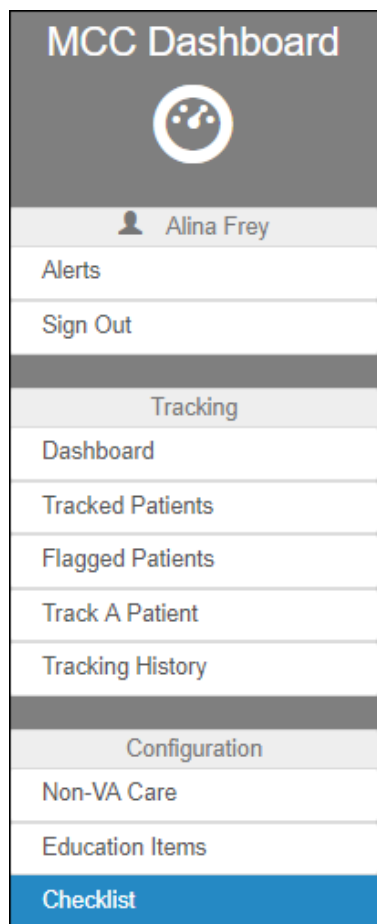 MCC Dashboard
Alina Frey
Alerts
Sign Out
Tracking
Dashboard
Tracked Patients
Flagged Patients
Track A Patient
Tracking History
Configuration
Non-VA Care
Education Items
Checklist